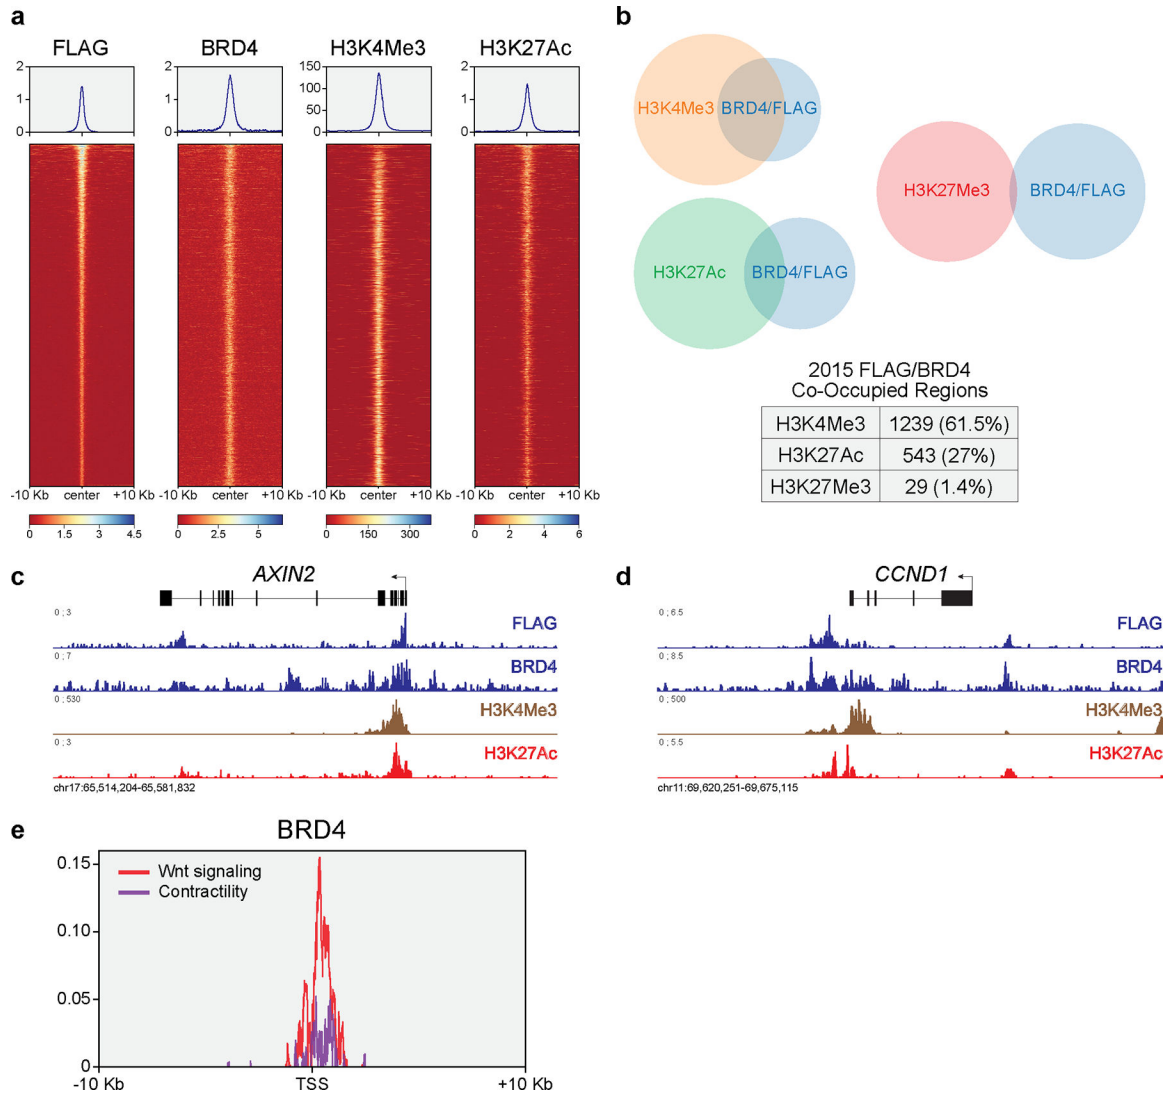 a
FLAG BRD4 H3K4Me3 H3K27Ac
2 2 150 2
1 1 100 1
50
0 0 0 0
-10 Kb center +10 Kb -10 Kb center +10 Kb -10 Kb center +10 Kb -10 Kb center +10 Kb
0 1.5 3 4.5 0 2.5 5 0 150 300 0 2 4 6
b
H3K4Me3 BRD4/FLAG
H3K27Me3 BRD4/FLAG
H3K27Ac BRD4/FLAG
2015 FLAG/BRD4
Co-Occupied Regions
H3K4Me3 1239 (61.5%)
H3K27Ac 543 (27%)
H3K27Me3 29 (1.4%)
c
AXIN2
0 ; 3
FLAG
0 ; 7
BRD4
0 ; 530
H3K4Me3
0 ; 3
H3K27Ac
chr17:65,514,204-65,581,832
d
CCND1
0 ; 6.5
FLAG
0 ; 8.5
BRD4
0 ; 500
H3K4Me3
0 ; 5.5
H3K27Ac
chr11:69,620,251-69,675,115
e
BRD4
0.15
Wnt signaling
Contractility
0.10
0.05
0
-10 Kb TSS +10 Kb